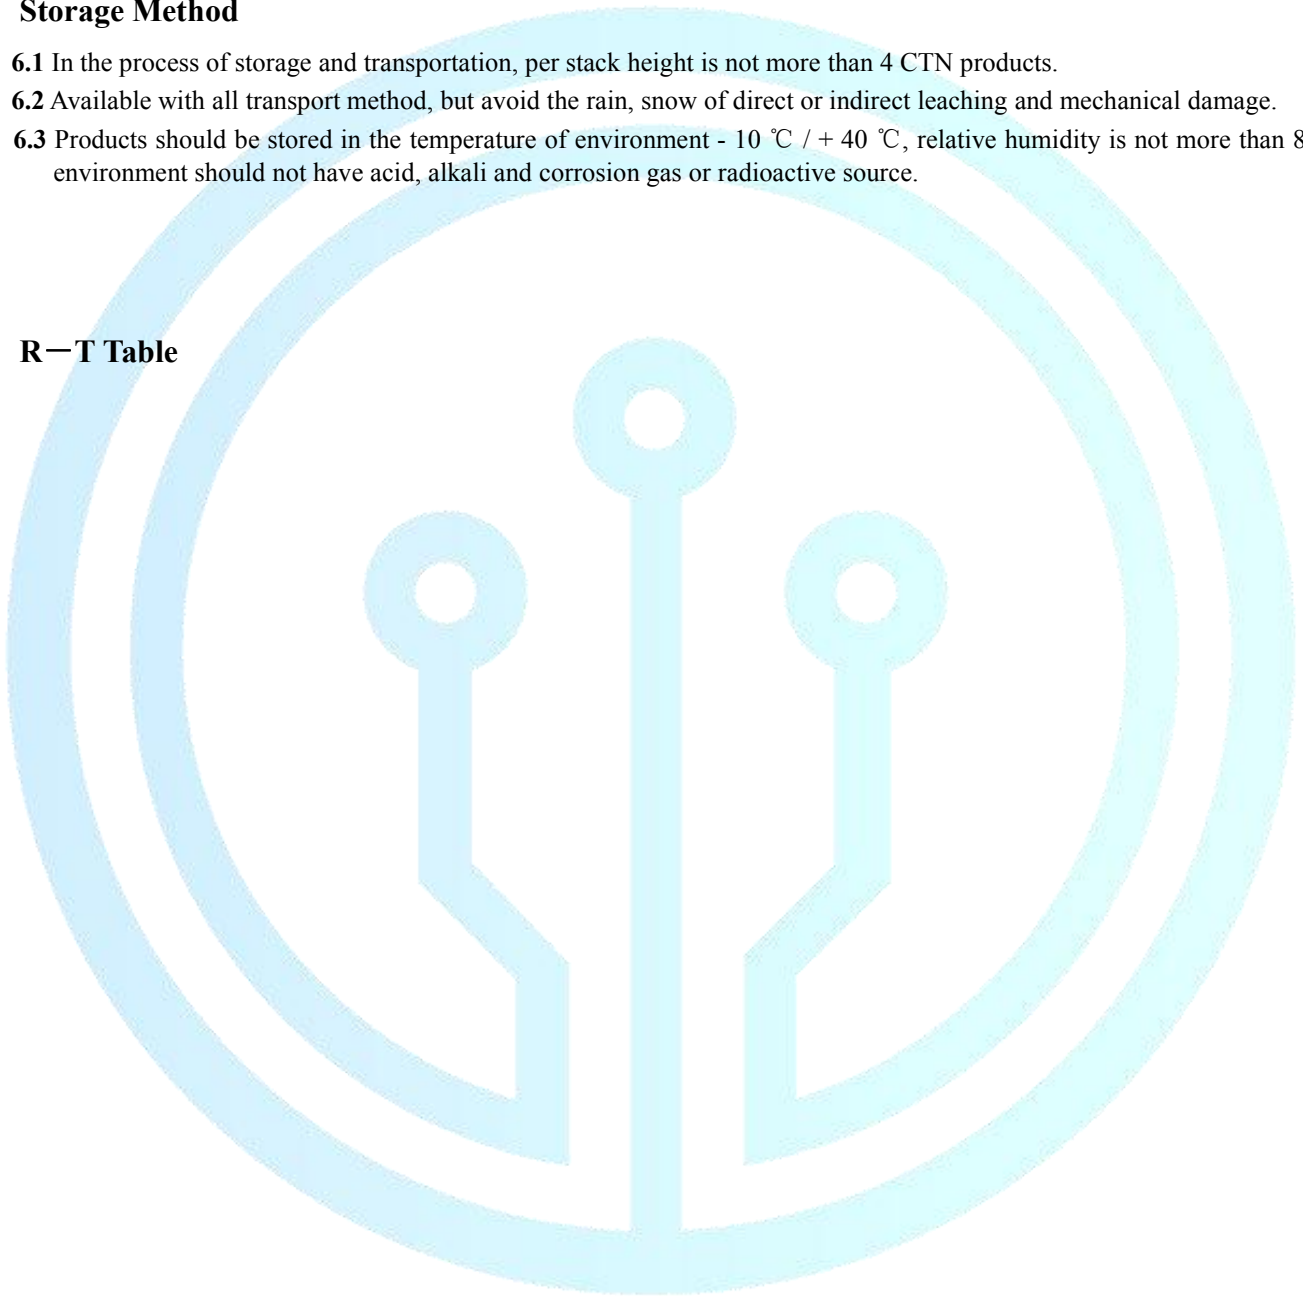 Storage Method
6.1 In the process of storage and transportation, per stack height is not more than 4 CTN products.
6.2 Available with all transport method, but avoid the rain, snow of direct or indirect leaching and mechanical damage.
6.3 Products should be stored in the temperature of environment - 10 ℃ / + 40 ℃, relative humidity is not more than 8
environment should not have acid, alkali and corrosion gas or radioactive source.
R－T Table